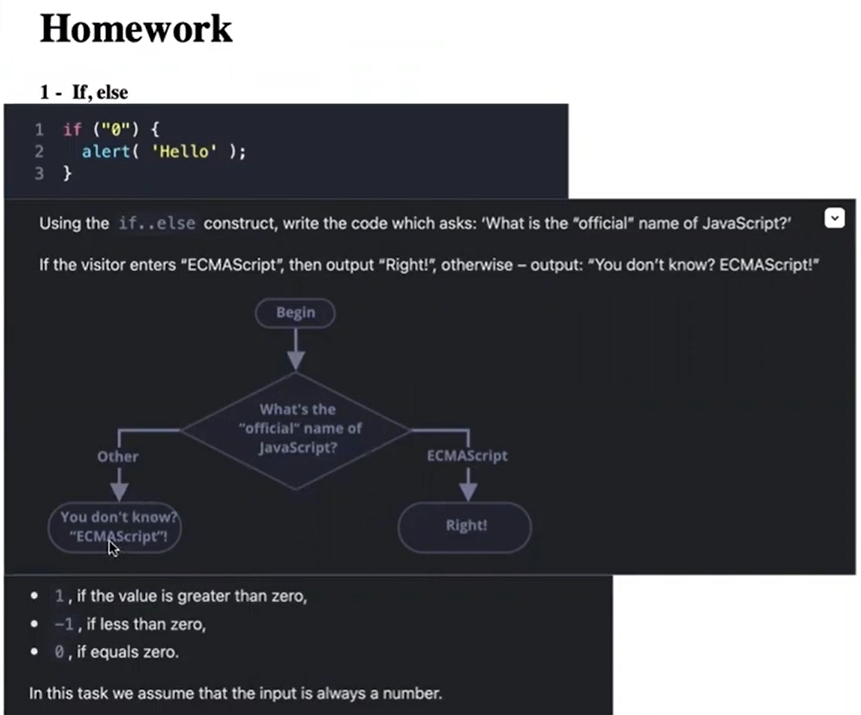 Homework
1 - If, else
1 if ("0") {
2 alert( 'Hello' );
3 }
Using the if..else construct, write the code which asks: ‘What is the “official” name of JavaScript?’
If the visitor enters “ECMAScript”, then output “Right!”, otherwise – output: “You don’t know? ECMAScript!”
Begin
What's the
“official” name of
JavaScript?
Other
ECMAScript
You don't know?
“ECMAScript”!
Right!
• 1, if the value is greater than zero,
• -1, if less than zero,
• 0, if equals zero.
In this task we assume that the input is always a number.